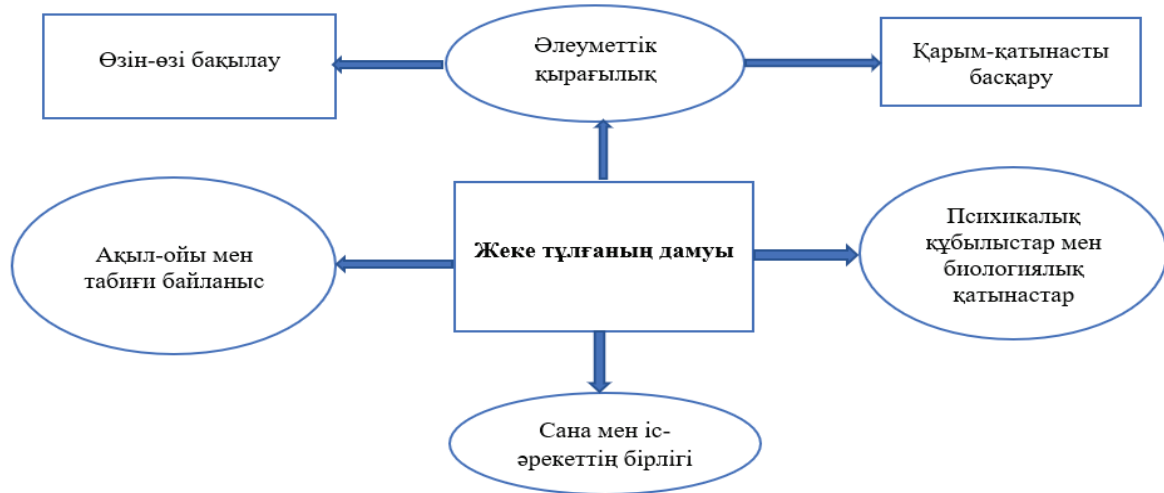 Өзін-өзі бақылау
Әлеуметтік
қырағылық
Қарым-қатынасты
басқару
Ақыл-ойы мен
табиғи байланыс
Жеке тұлғаның дамуы
Психикалық
құбылыстар мен
биологиялық
қатынастар
Сана мен іс-
әрекеттің бірлігі